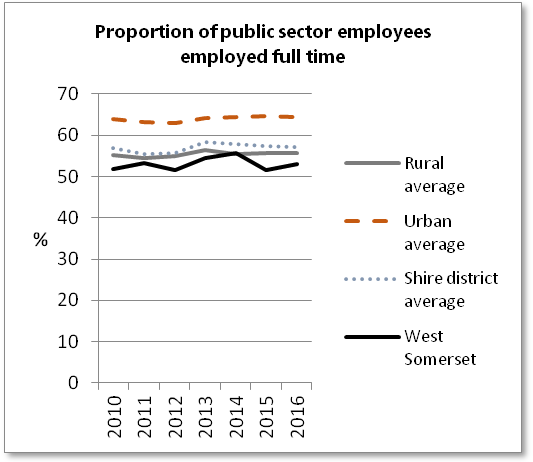 Proportion of public sector employees
employed full time
70
60
50
40
30
20
10
0
%
2010
2011
2012
2013
2014
2015
2016
Rural
average
Urban
average
Shire district
average
West
Somerset